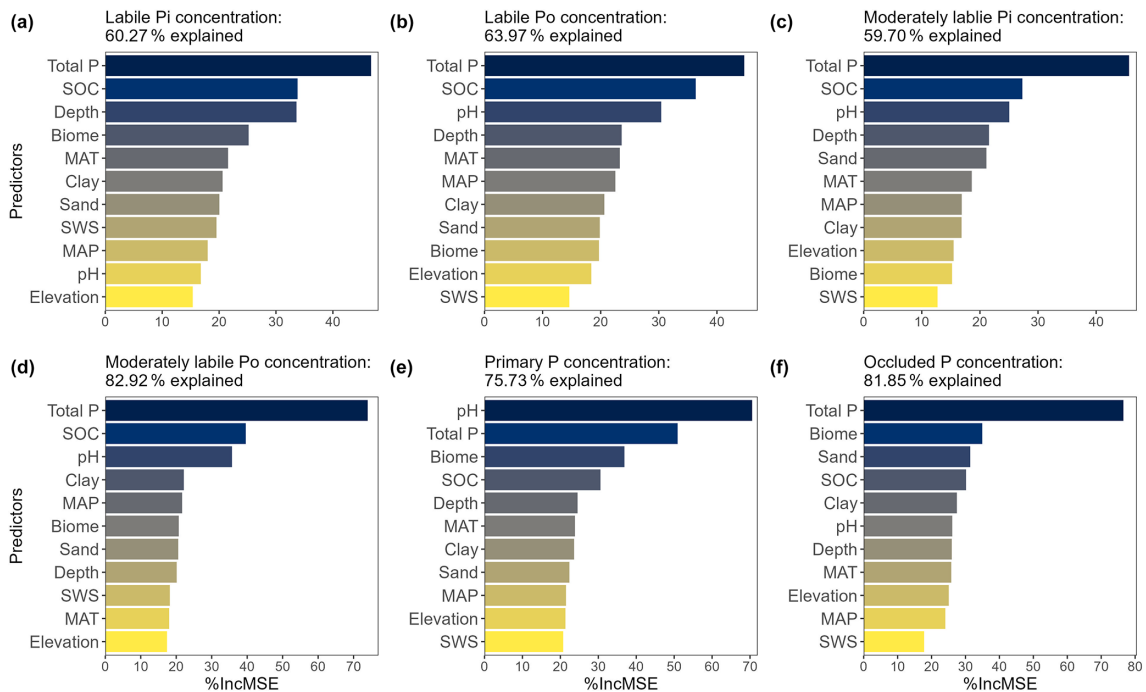 (a)
Labile Pi concentration:
60.27 % explained
Predictors
Total P
SOC
Depth
Biome
MAT
Clay
Sand
SWS
MAP
pH
Elevation
0 10 20 30 40
(b)
Labile Po concentration:
63.97 % explained
Total P
SOC
pH
Depth
MAT
MAP
Clay
Sand
Biome
Elevation
SWS
0 10 20 30 40
(c)
Moderately lablie Pi concentration:
59.70 % explained
Total P
SOC
pH
Depth
Sand
MAT
MAP
Clay
Elevation
Biome
SWS
0 10 20 30 40
(d)
Moderately labile Po concentration:
82.92 % explained
Predictors
Total P
SOC
pH
Clay
MAP
Biome
Sand
Depth
SWS
MAT
Elevation
0 10 20 30 40 50 60 70
%IncMSE
(e)
Primary P concentration:
75.73 % explained
pH
Total P
Biome
SOC
Depth
MAT
Clay
Sand
MAP
Elevation
SWS
0 10 20 30 40 50 60 70
%IncMSE
(f)
Occluded P concentration:
81.85 % explained
Total P
Biome
Sand
SOC
Clay
pH
Depth
MAT
Elevation
MAP
SWS
0 10 20 30 40 50 60 70 80
%IncMSE